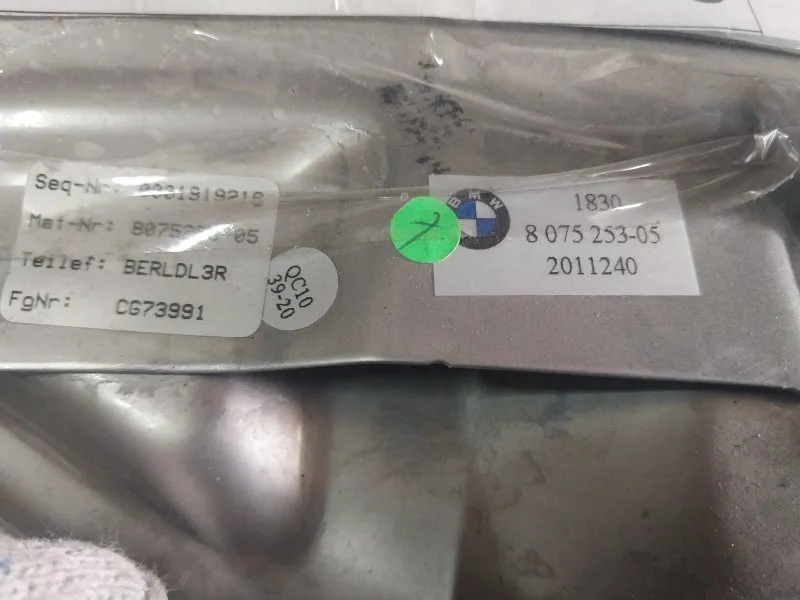 Seq-Nr:
Mat-Nr:
Teilef: BERLDL3R
FgNr: CG73991
QC10
39-20
BMW
1830
8 075 253-05
2011240